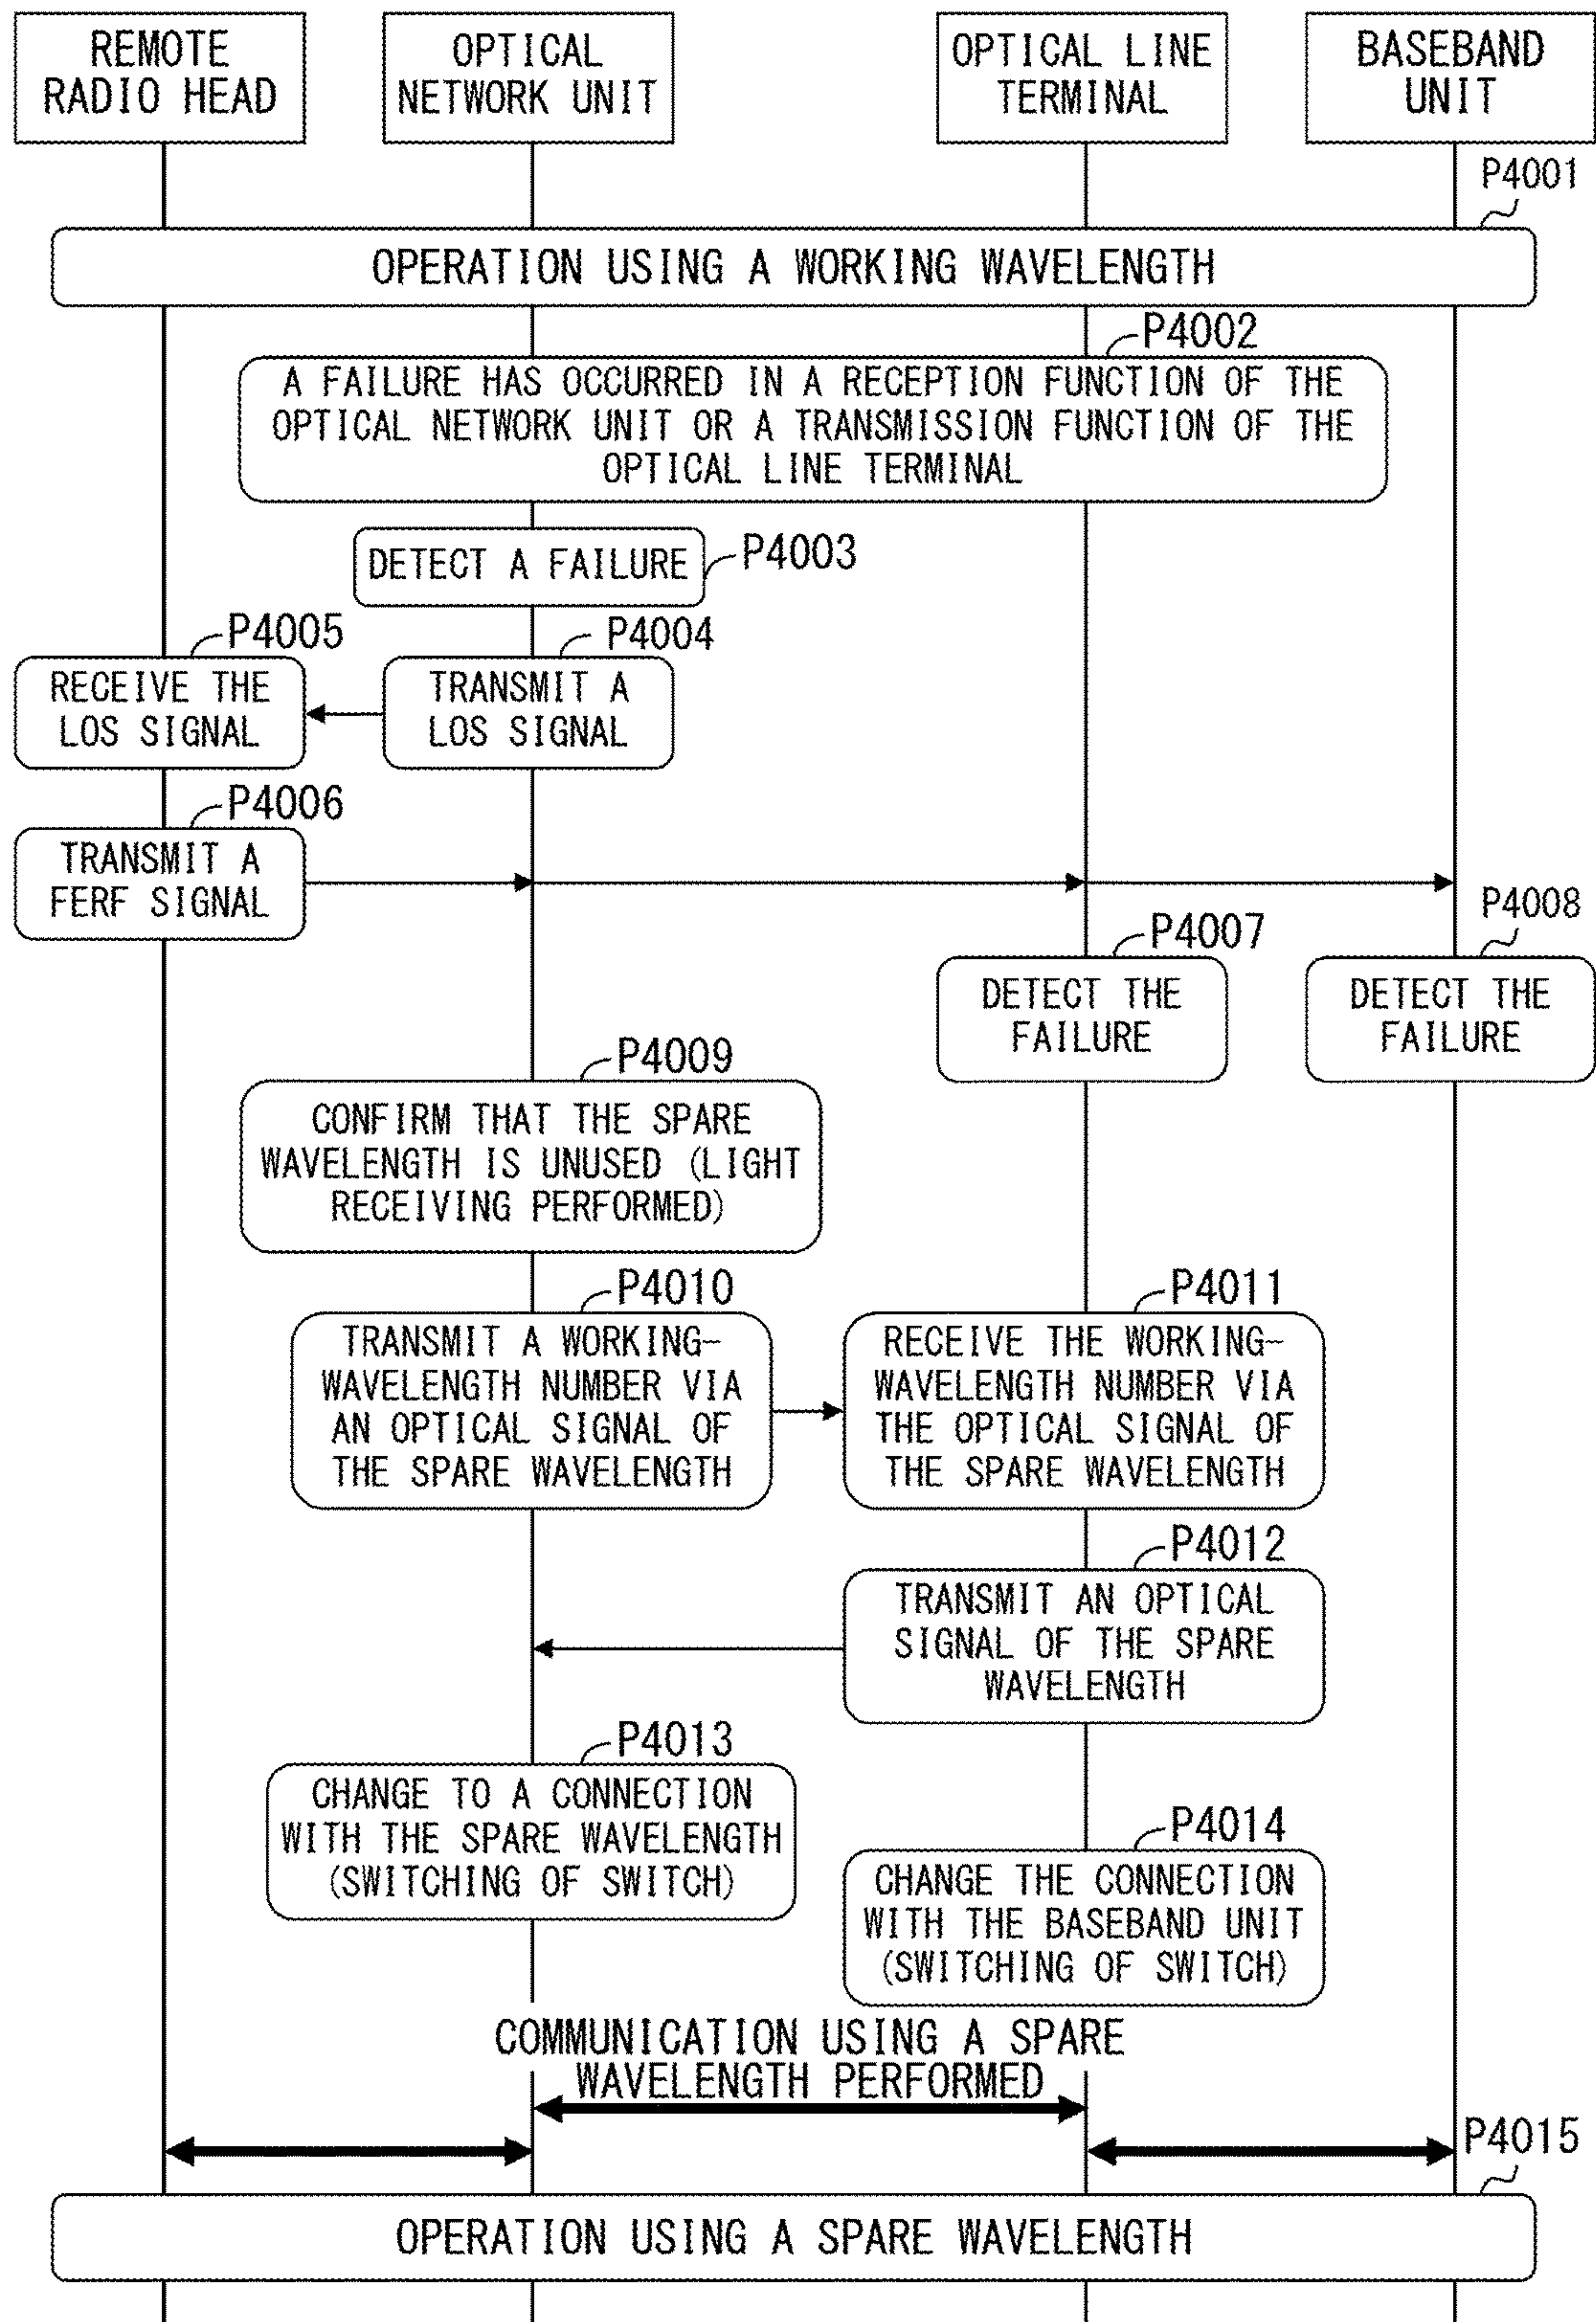 REMOTE
RADIO HEAD
OPTICAL
NETWORK UNIT
OPTICAL LINE
TERMINAL
BASEBAND
UNIT
P4001
OPERATION USING A WORKING WAVELENGTH
P4002
A FAILURE HAS OCCURRED IN A RECEPTION FUNCTION OF THE
OPTICAL NETWORK UNIT OR A TRANSMISSION FUNCTION OF THE
OPTICAL LINE TERMINAL
DETECT A FAILURE
P4003
P4005
RECEIVE THE
LOS SIGNAL
P4004
TRANSMIT A
LOS SIGNAL
P4006
TRANSMIT A
FERF SIGNAL
P4007
DETECT THE
FAILURE
P4008
DETECT THE
FAILURE
P4009
CONFIRM THAT THE SPARE
WAVELENGTH IS UNUSED (LIGHT
RECEIVING PERFORMED)
P4010
TRANSMIT A WORKING-
WAVELENGTH NUMBER VIA
AN OPTICAL SIGNAL OF
THE SPARE WAVELENGTH
P4011
RECEIVE THE WORKING-
WAVELENGTH NUMBER VIA
THE OPTICAL SIGNAL OF
THE SPARE WAVELENGTH
P4012
TRANSMIT AN OPTICAL
SIGNAL OF THE SPARE
WAVELENGTH
P4013
CHANGE TO A CONNECTION
WITH THE SPARE WAVELENGTH
(SWITCHING OF SWITCH)
P4014
CHANGE THE CONNECTION
WITH THE BASEBAND UNIT
(SWITCHING OF SWITCH)
COMMUNICATION USING A SPARE
WAVELENGTH PERFORMED
P4015
OPERATION USING A SPARE WAVELENGTH